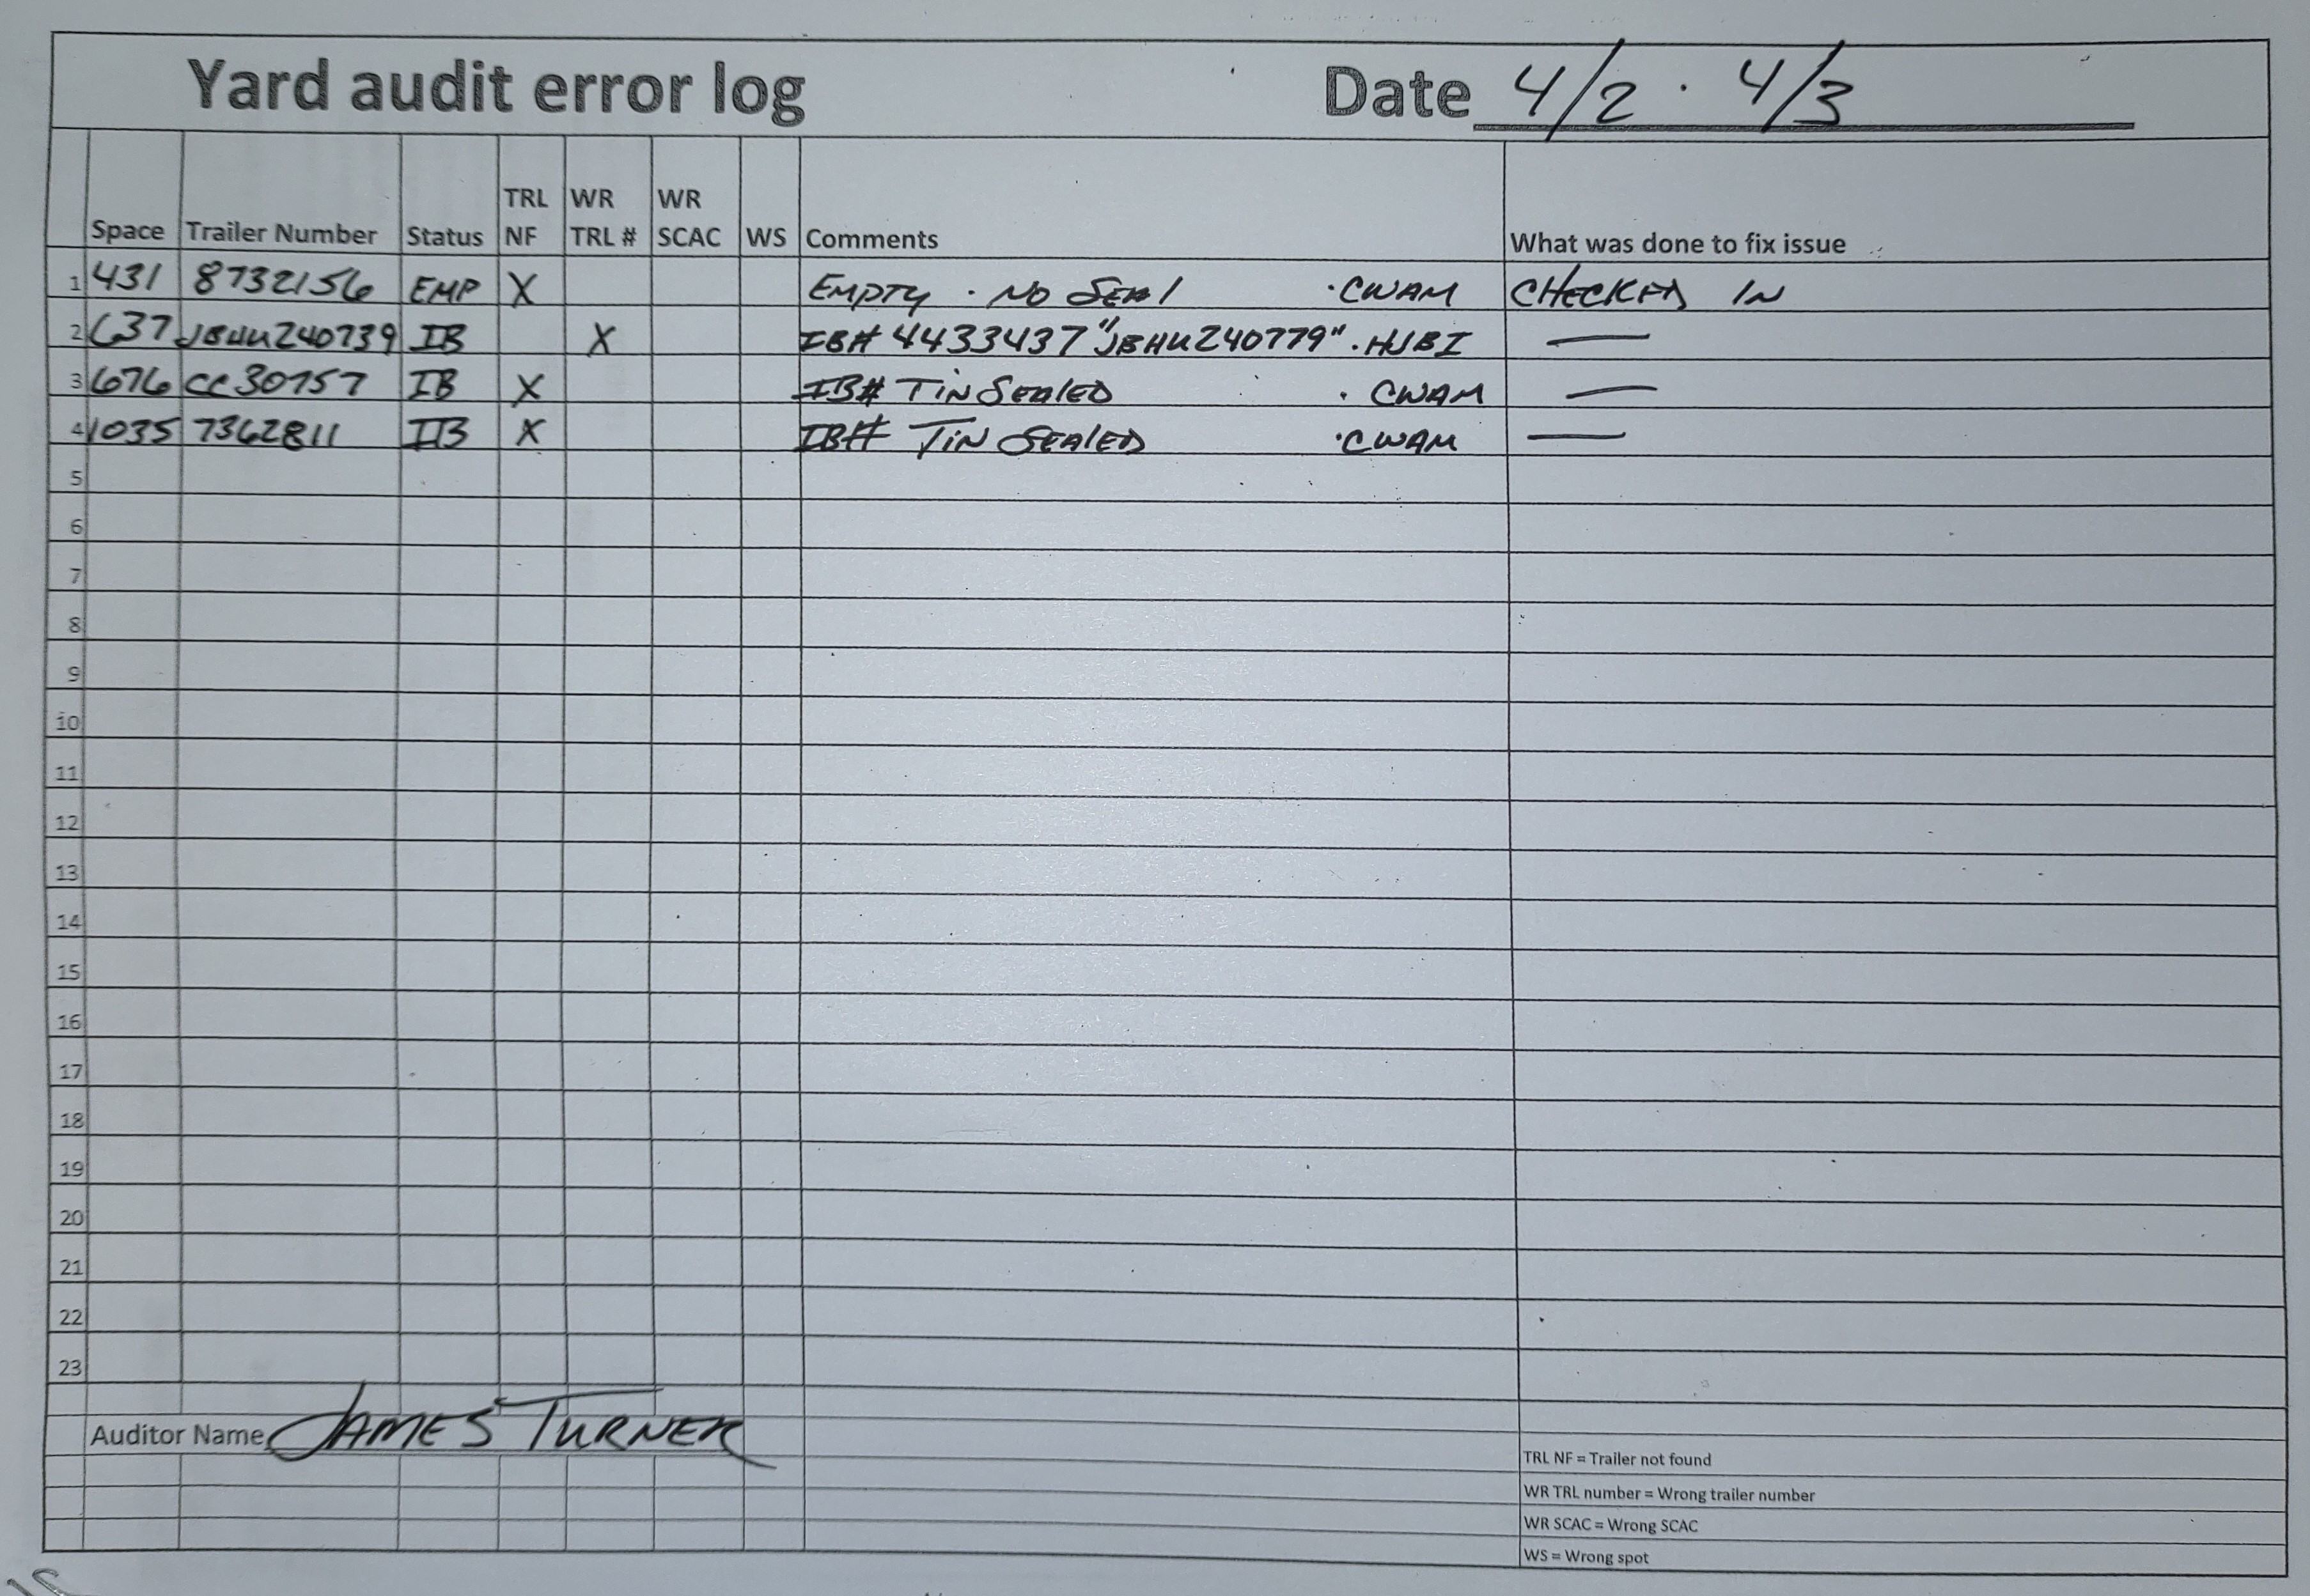 Yard audit error log Date 4/2 · 4/3
Space Trailer Number Status TRL NF WR TRL # WR SCAC WS Comments What was done to fix issue
1 431 8732156 EMP X EMPTY · NO SEAl · CWAM CHECKED IN
2 637 JBHU240739 IB X IB# 4433437 "JBHU240779" · HJBI —
3 676 CC30757 IB X IB# TiN SEALED · CWAM —
4 1035 7362811 IB X IB# TiN SEALED · CWAM —
5
6
7
8
9
10
11
12
13
14
15
16
17
18
19
20
21
22
23
Auditor Name JAMES TURNER
TRL NF = Trailer not found
WR TRL number = Wrong trailer number
WR SCAC = Wrong SCAC
WS = Wrong spot